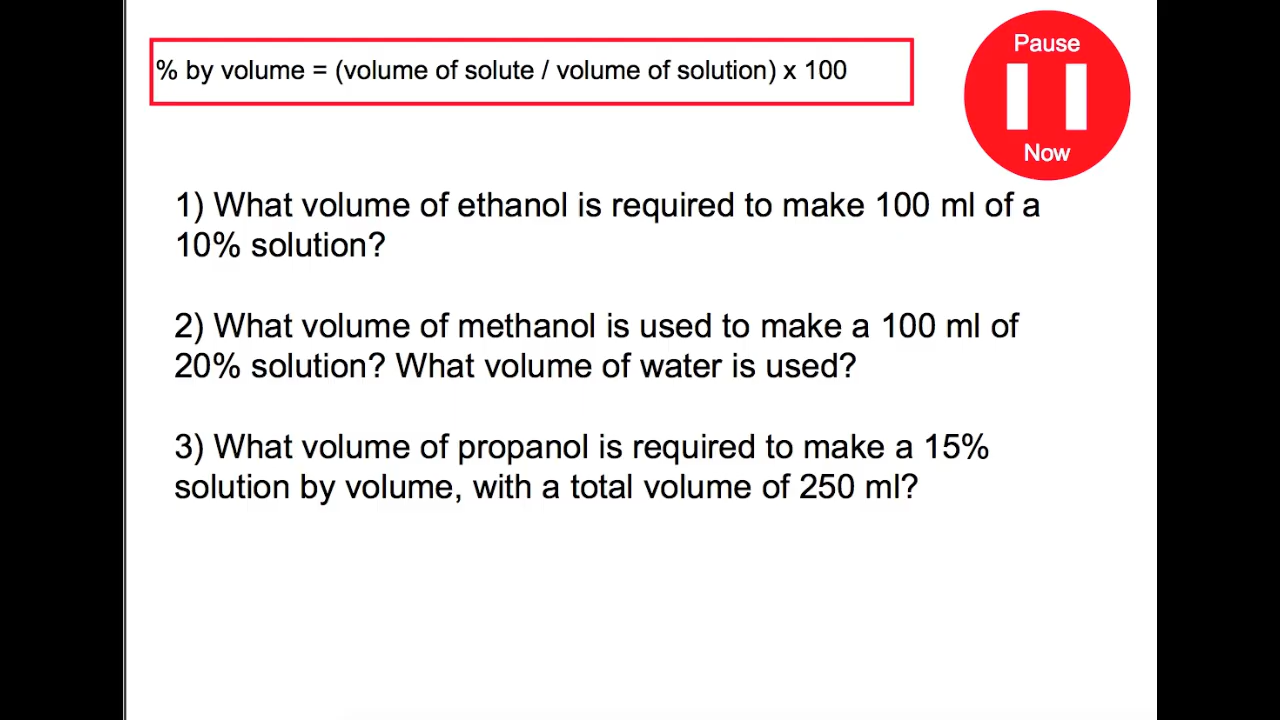 % by volume = (volume of solute / volume of solution) x 100
Pause
Now
1) What volume of ethanol is required to make 100 ml of a
10% solution?
2) What volume of methanol is used to make a 100 ml of
20% solution? What volume of water is used?
3) What volume of propanol is required to make a 15%
solution by volume, with a total volume of 250 ml?